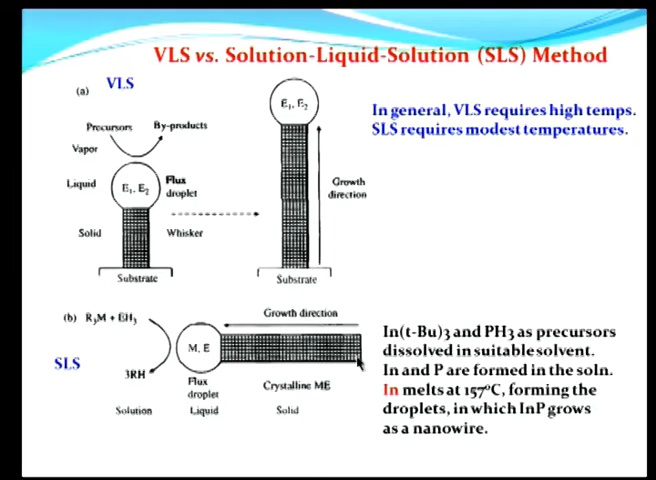 VLS vs. Solution-Liquid-Solution (SLS) Method
(a) VLS
Precursors By-products
Vapor
Liquid E1, E2 Flux droplet
Solid Whisker
Substrate
E1, E2
Growth direction
Substrate
In general, VLS requires high temps.
SLS requires modest temperatures.
(b) R3M + EH3
SLS
3RH
Solution
M, E
Flux droplet
Liquid
Growth direction
Crystalline ME
Solid
In(t-Bu)3 and PH3 as precursors
dissolved in suitable solvent.
In and P are formed in the soln.
In melts at 157°C, forming the
droplets, in which InP grows
as a nanowire.